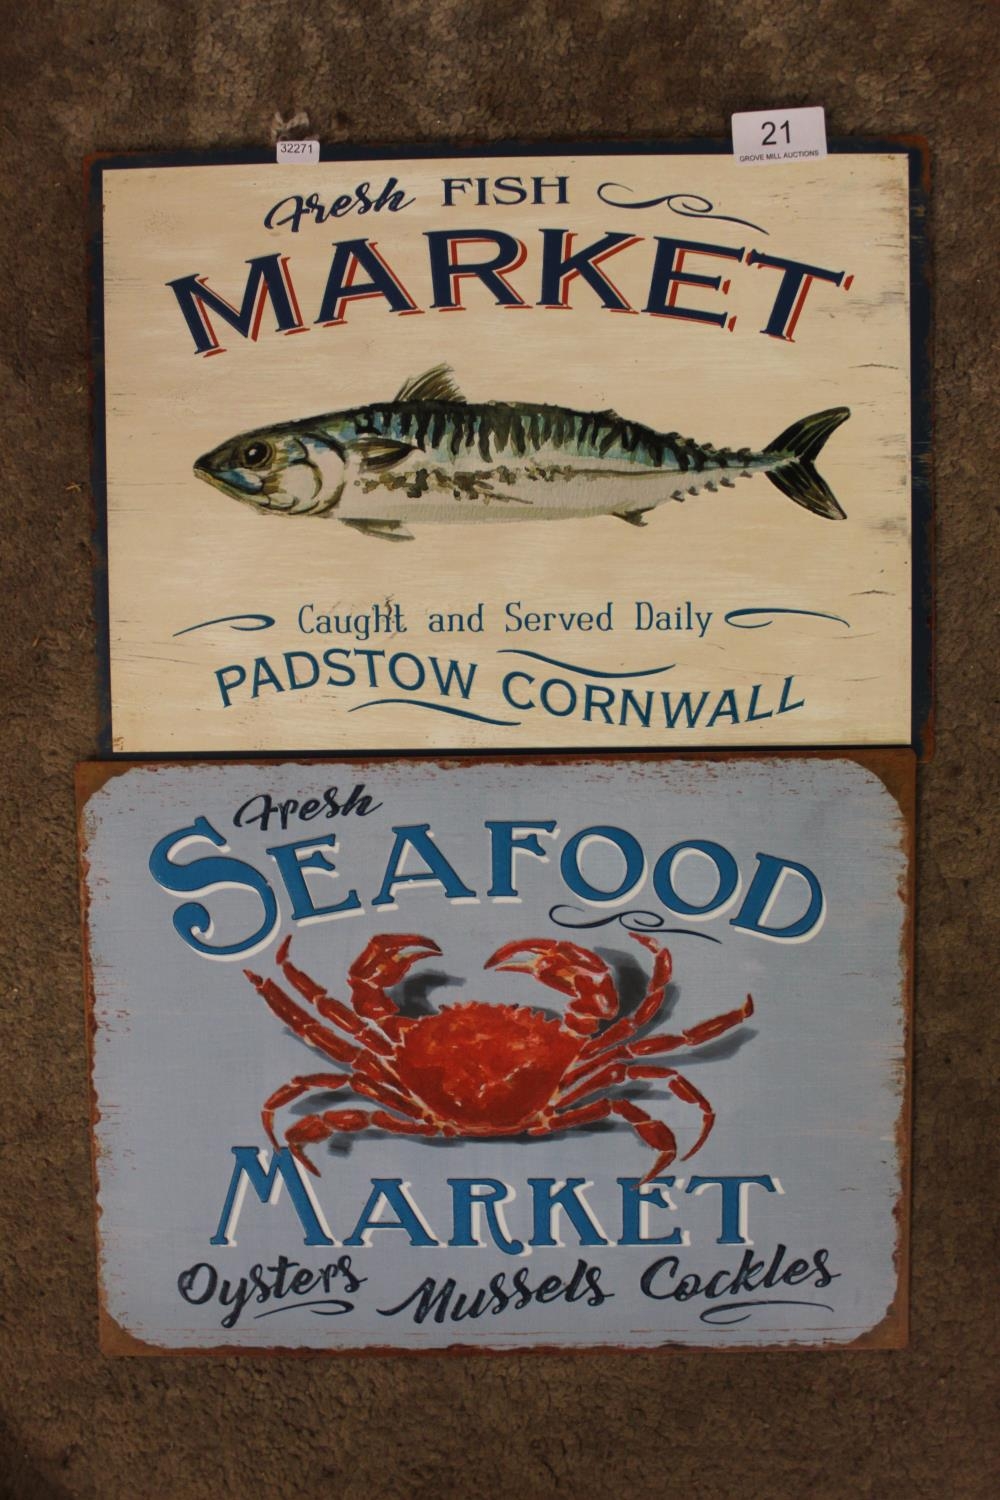 32271
21
GROVE MILL AUCTIONS
Fresh FISH
MARKET
Caught and Served Daily
PADSTOW CORNWALL
Fresh
SEAFOOD
MARKET
Oysters Mussels Cockles